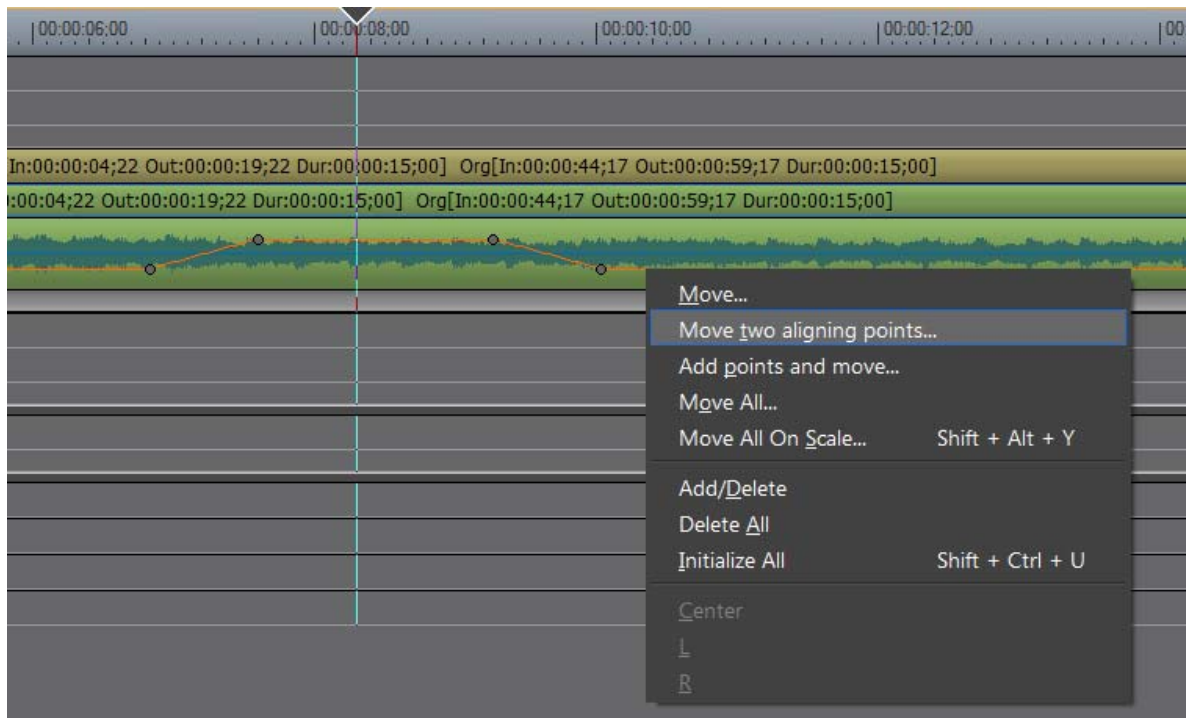 00:00:06;00 00:00:08;00 00:00:10;00 00:00:12;00 00
In:00:00:04;22 Out:00:00:19;22 Dur:00:00:15;00] Org[In:00:00:44;17 Out:00:00:59;17 Dur:00:00:15;00]
:00:04;22 Out:00:00:19;22 Dur:00:00:15;00] Org[In:00:00:44;17 Out:00:00:59;17 Dur:00:00:15;00]
Move...
Move two aligning points...
Add points and move...
Move All...
Move All On Scale... Shift + Alt + Y
Add/Delete
Delete All
Initialize All Shift + Ctrl + U
Center
L
R